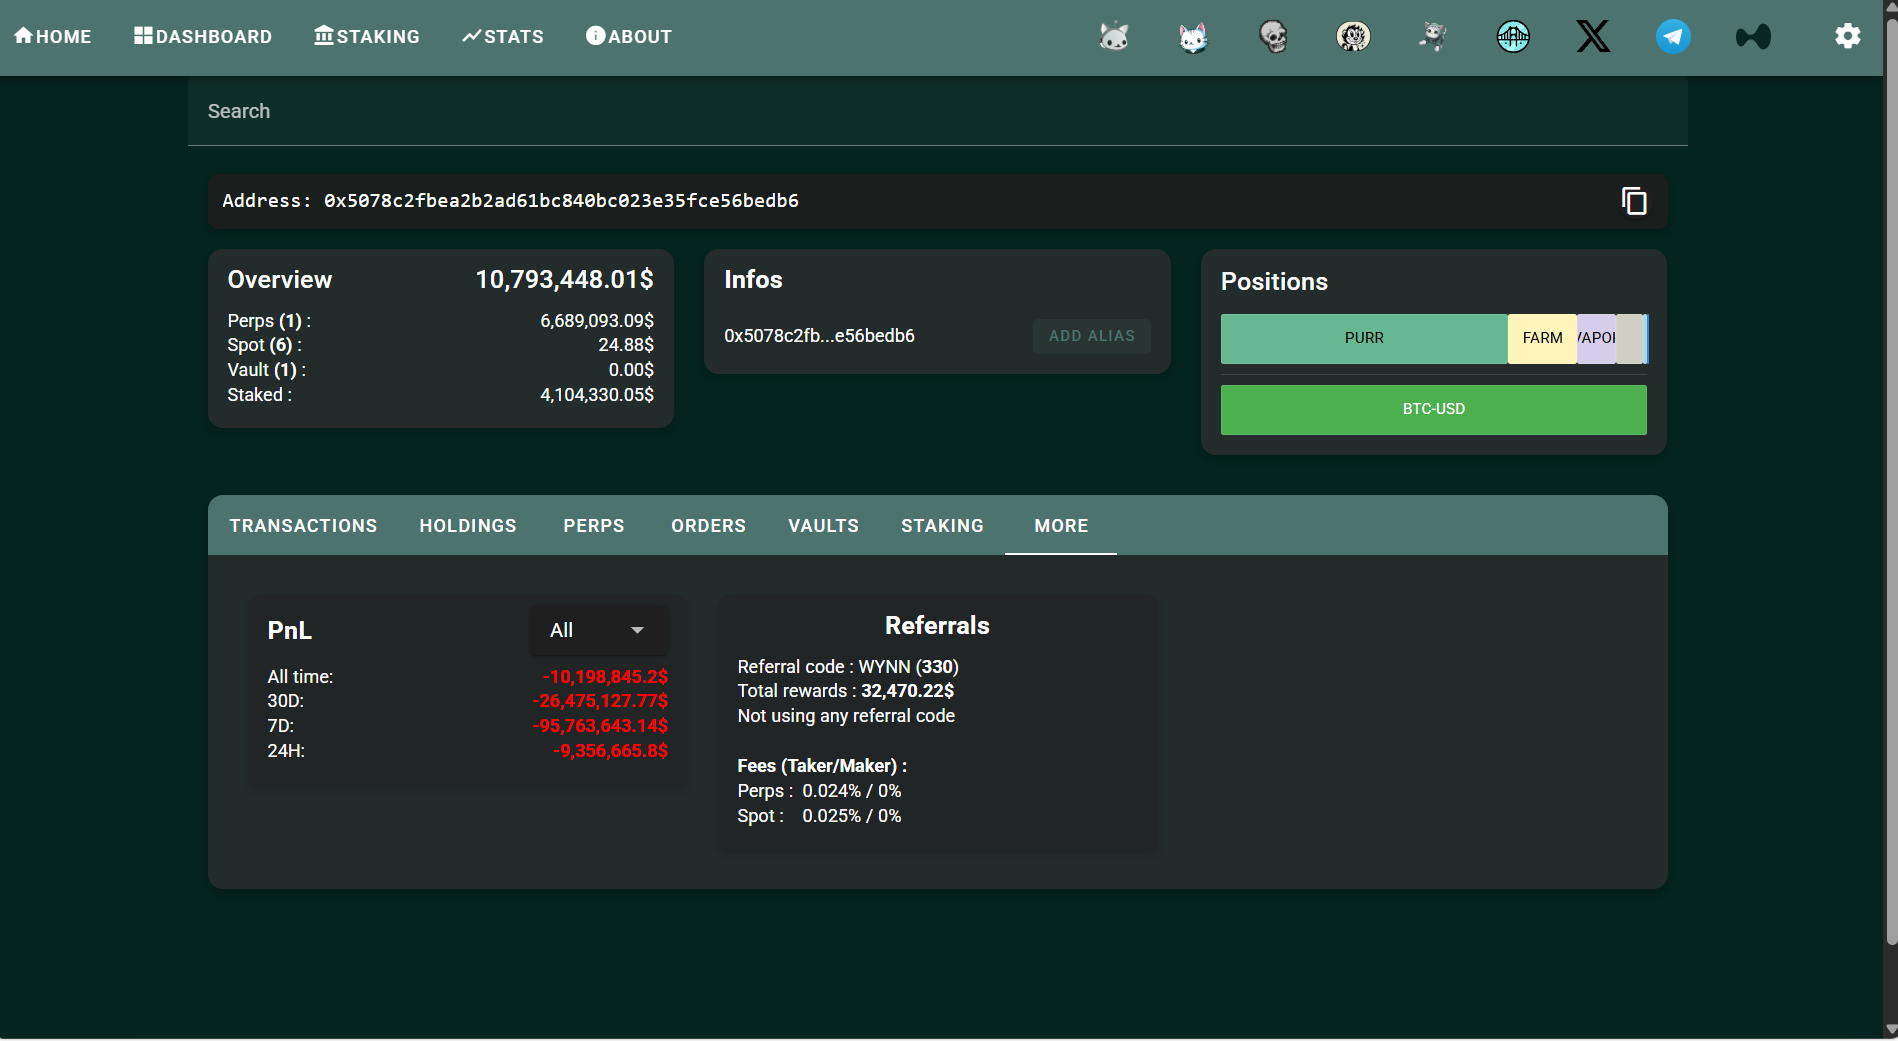 HOME DASHBOARD STAKING STATS ABOUT
Search
Address: 0x5078c2fbea2b2ad61bc840bc023e35fce56bedb6
Overview 10,793,448.01$
Perps (1) : 6,689,093.09$
Spot (6) : 24.88$
Vault (1) : 0.00$
Staked : 4,104,330.05$
Infos
0x5078c2fb...e56bedb6 ADD ALIAS
Positions
PURR FARM VAPOR
BTC-USD
TRANSACTIONS HOLDINGS PERPS ORDERS VAULTS STAKING MORE
PnL All
All time: -10,198,845.2$
30D: -26,475,127.77$
7D: -95,763,643.14$
24H: -9,356,665.8$
Referrals
Referral code : WYNN (330)
Total rewards : 32,470.22$
Not using any referral code
Fees (Taker/Maker) :
Perps : 0.024% / 0%
Spot : 0.025% / 0%